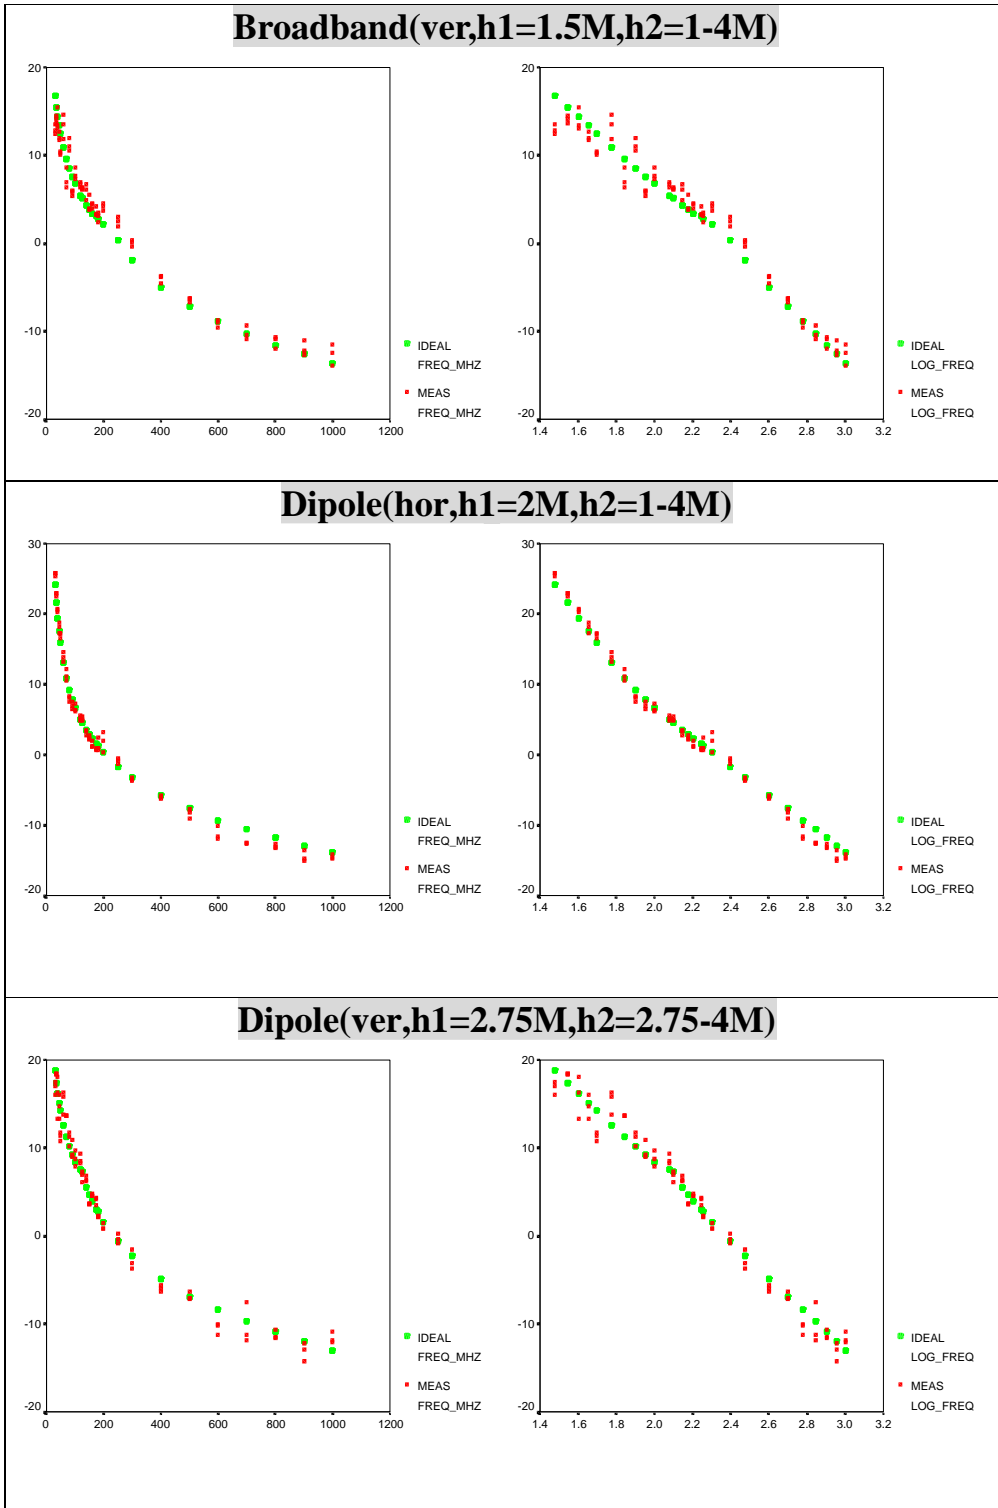 Broadband(ver,h1=1.5M,h2=1-4M)
20
10
0
-10
-20
0 200 400 600 800 1000 1200
IDEAL
FREQ_MHZ
MEAS
FREQ_MHZ
20
10
0
-10
-20
1.4 1.6 1.8 2.0 2.2 2.4 2.6 2.8 3.0 3.2
IDEAL
LOG_FREQ
MEAS
LOG_FREQ
Dipole(hor,h1=2M,h2=1-4M)
30
20
10
0
-10
-20
0 200 400 600 800 1000 1200
IDEAL
FREQ_MHZ
MEAS
FREQ_MHZ
30
20
10
0
-10
-20
1.4 1.6 1.8 2.0 2.2 2.4 2.6 2.8 3.0 3.2
IDEAL
LOG_FREQ
MEAS
LOG_FREQ
Dipole(ver,h1=2.75M,h2=2.75-4M)
20
10
0
-10
-20
0 200 400 600 800 1000 1200
IDEAL
FREQ_MHZ
MEAS
FREQ_MHZ
20
10
0
-10
-20
1.4 1.6 1.8 2.0 2.2 2.4 2.6 2.8 3.0 3.2
IDEAL
LOG_FREQ
MEAS
LOG_FREQ